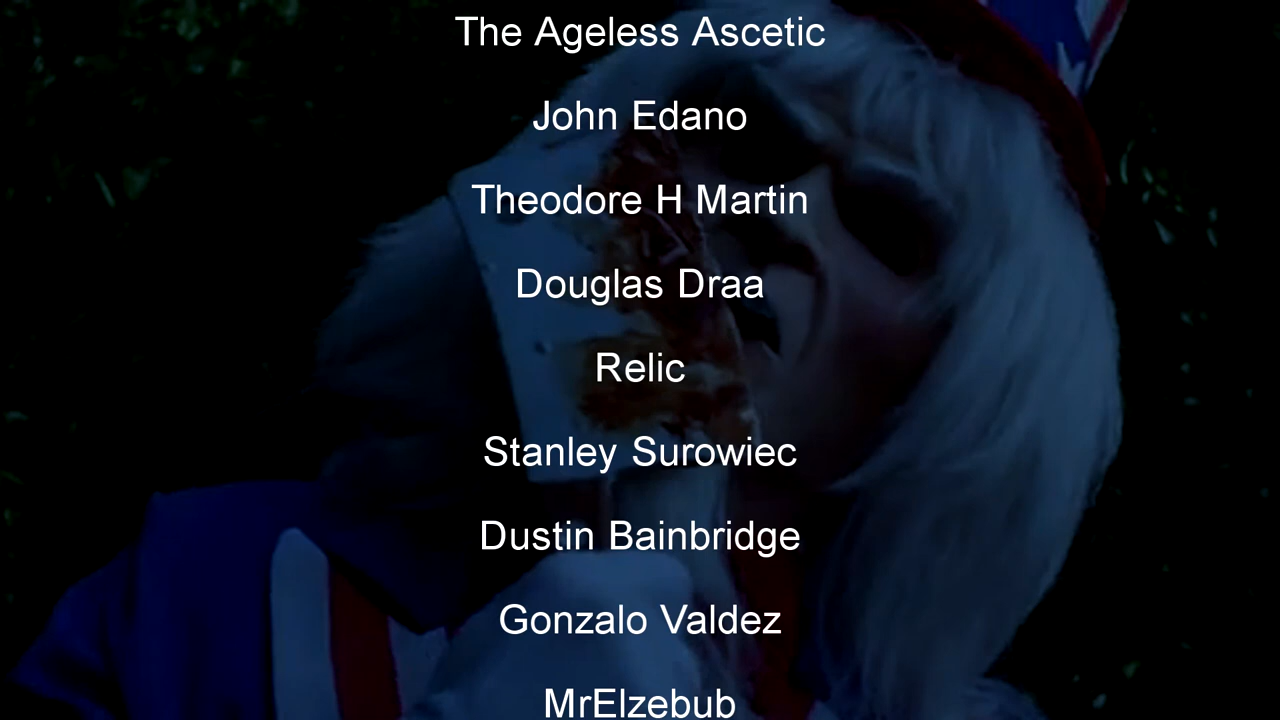 The Ageless Ascetic
John Edano
Theodore H Martin
Douglas Draa
Relic
Stanley Surowiec
Dustin Bainbridge
Gonzalo Valdez
MrElzebub